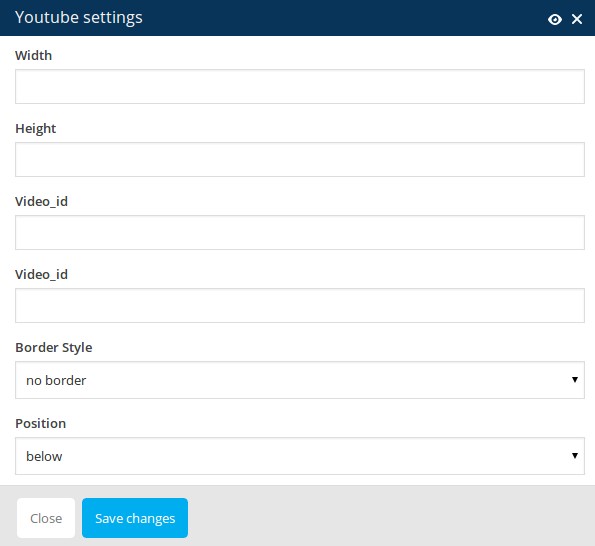 Youtube settings
Width
Height
Video_id
Video_id
Border Style
no border
Position
below
Close
Save changes